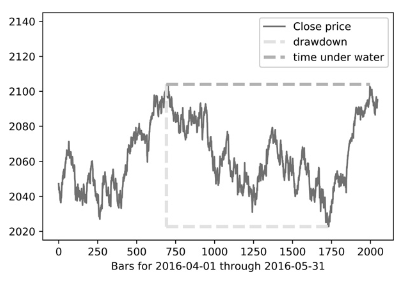 2140
2120
2100
2080
2060
2040
2020
Close price
drawdown
time under water
0 250 500 750 1000 1250 1500 1750 2000
Bars for 2016-04-01 through 2016-05-31